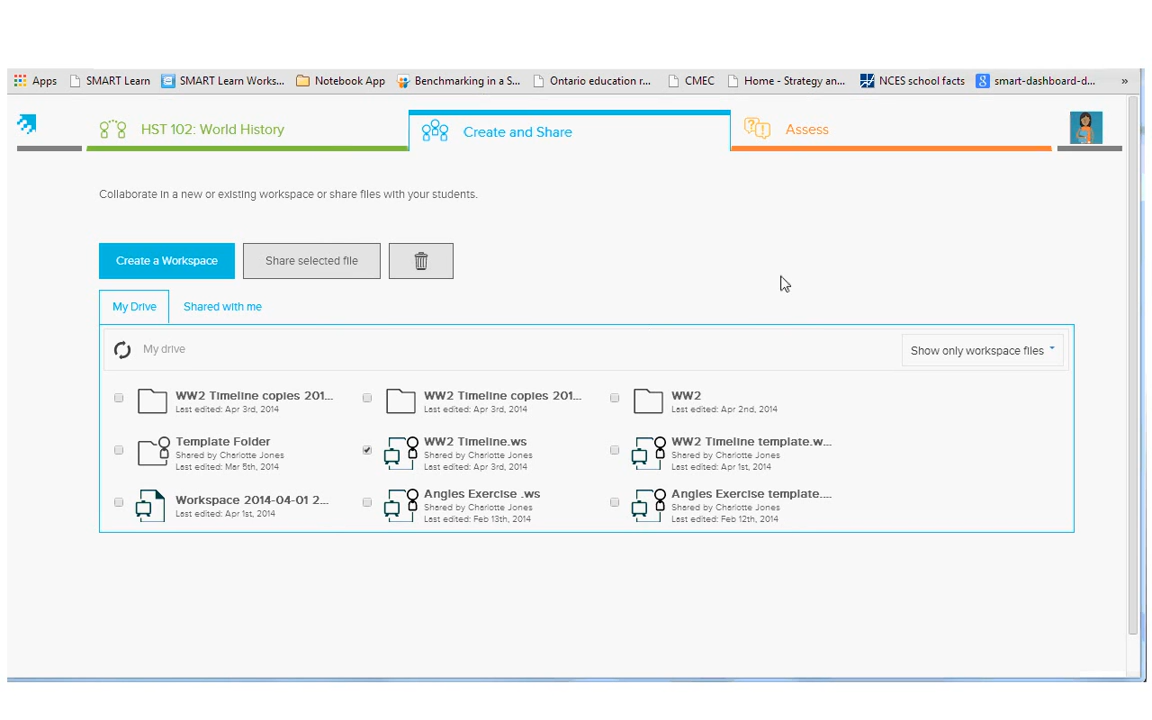 Apps SMART Learn SMART Learn Works... Notebook App Benchmarking in a S... Ontario education r... CMEC Home - Strategy an... NCES school facts smart-dashboard-d... »
HST 102: World History Create and Share Assess
Collaborate in a new or existing workspace or share files with your students.
Create a Workspace Share selected file
My Drive Shared with me
My drive Show only workspace files
WW2 Timeline copies 201... WW2 Timeline copies 201... WW2
Last edited: Apr 3rd, 2014 Last edited: Apr 3rd, 2014 Last edited: Apr 2nd, 2014
Template Folder WW2 Timeline.ws WW2 Timeline template.w...
Shared by Charlotte Jones Shared by Charlotte Jones Shared by Charlotte Jones
Last edited: Mar 5th, 2014 Last edited: Apr 3rd, 2014 Last edited: Apr 1st, 2014
Workspace 2014-04-01 2... Angles Exercise .ws Angles Exercise template....
Shared by Charlotte Jones Shared by Charlotte Jones
Last edited: Apr 1st, 2014 Last edited: Feb 13th, 2014 Last edited: Feb 12th, 2014